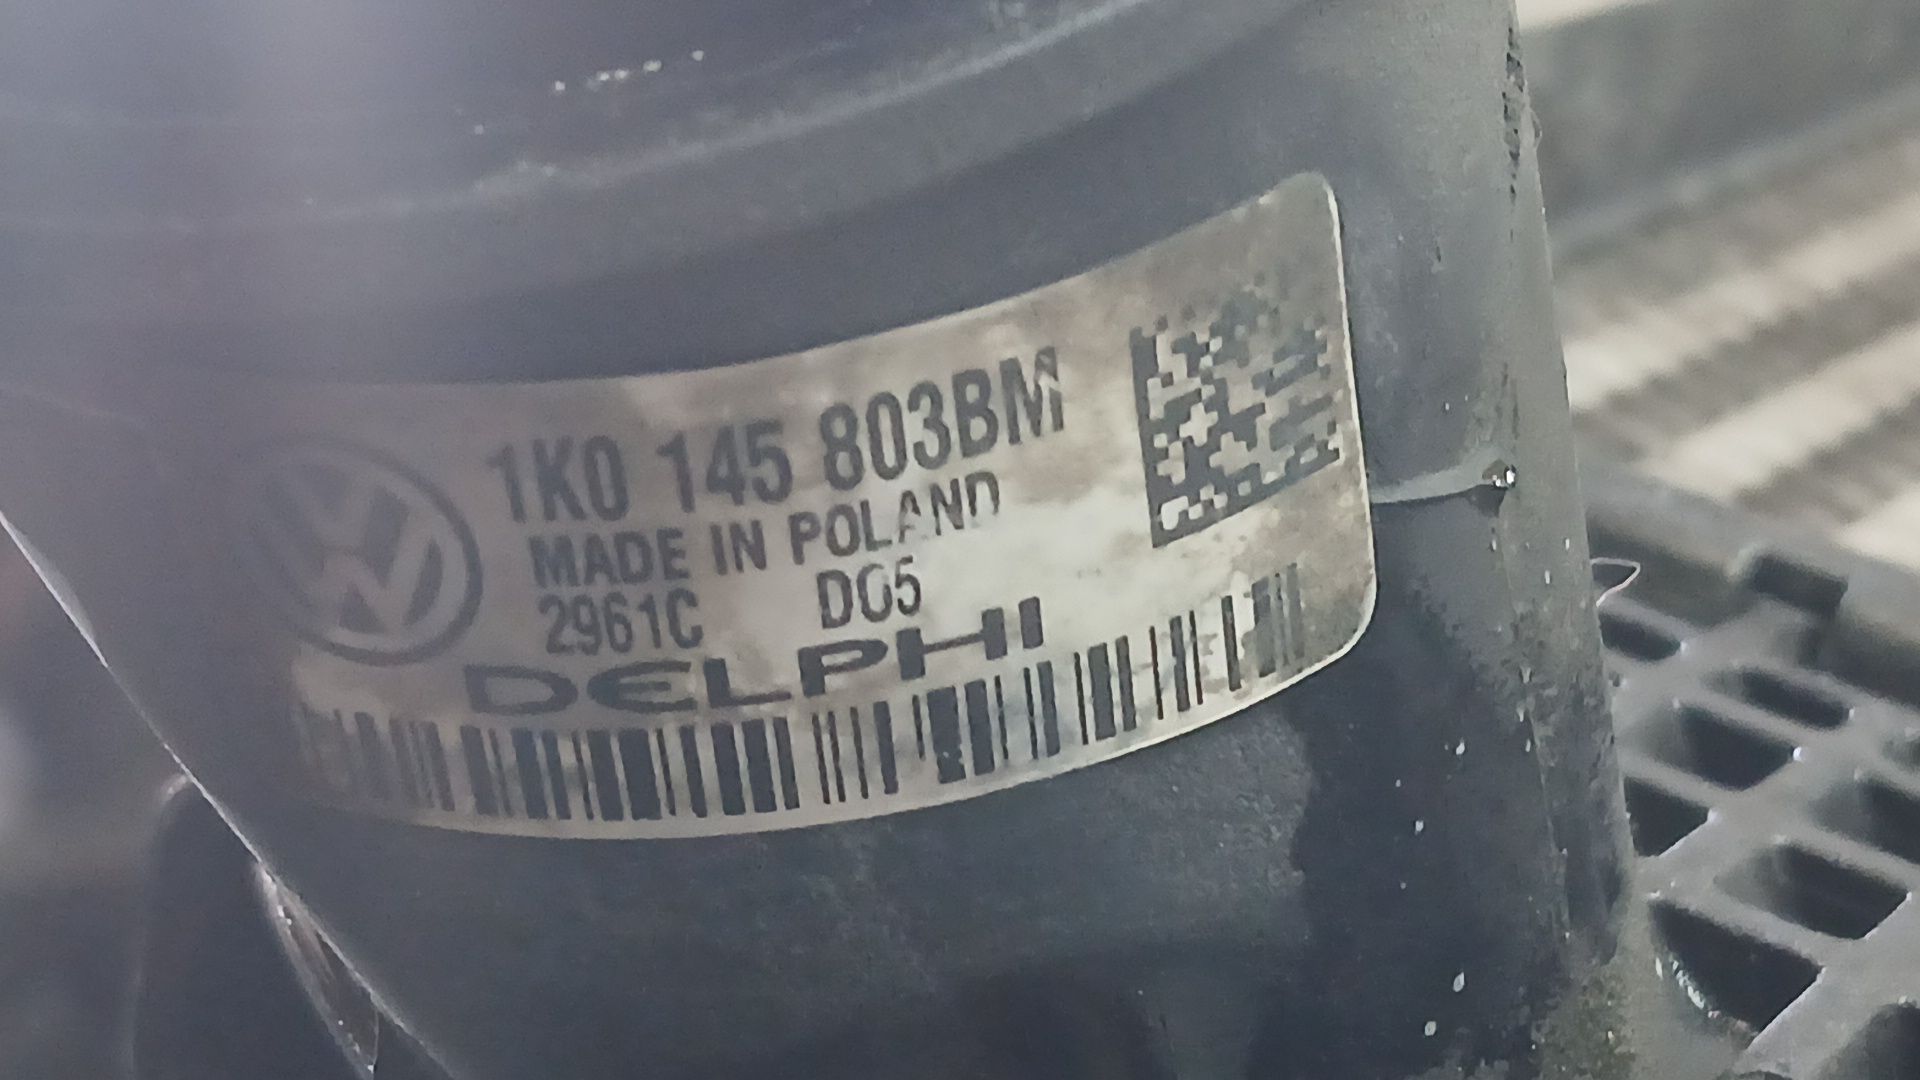 1K0 145 803BM
MADE IN POLAND
2961C D05
DELPHI